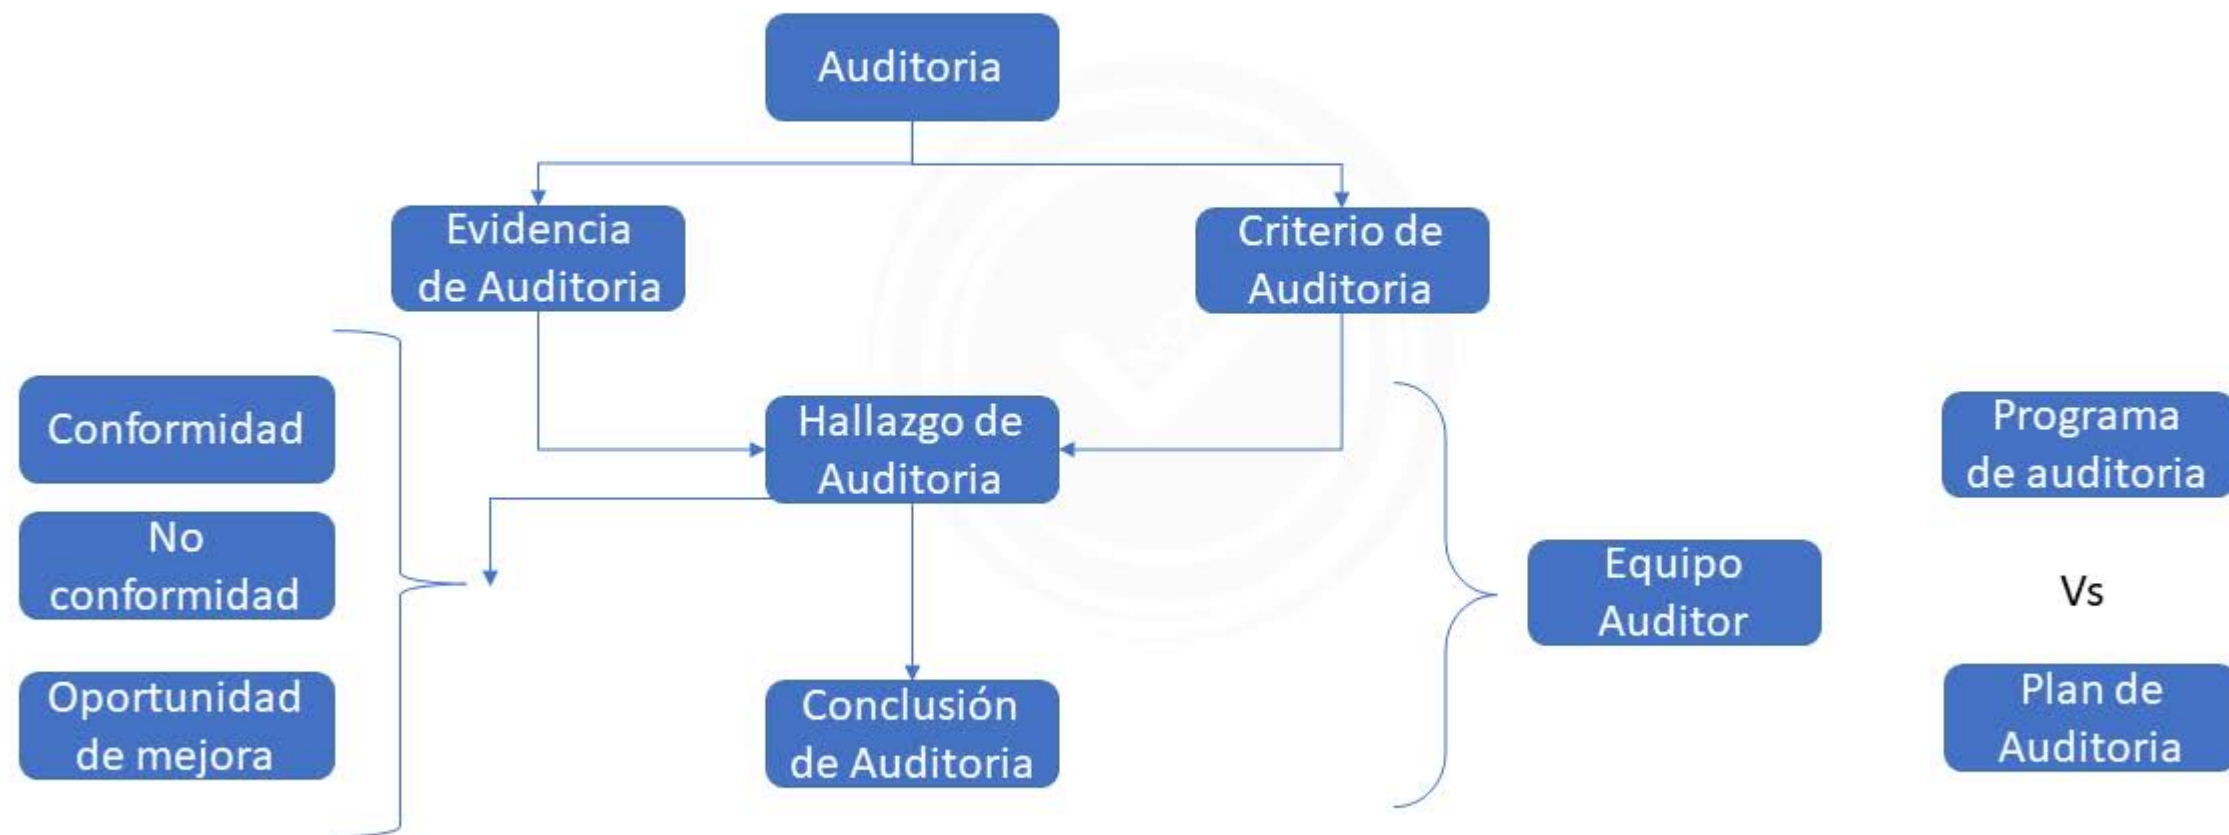 Auditoria
Evidencia
de Auditoria
Criterio de
Auditoria
Conformidad
No
conformidad
Oportunidad
de mejora
Hallazgo de
Auditoria
Conclusión
de Auditoria
Equipo
Auditor
Programa
de auditoria
Vs
Plan de
Auditoria